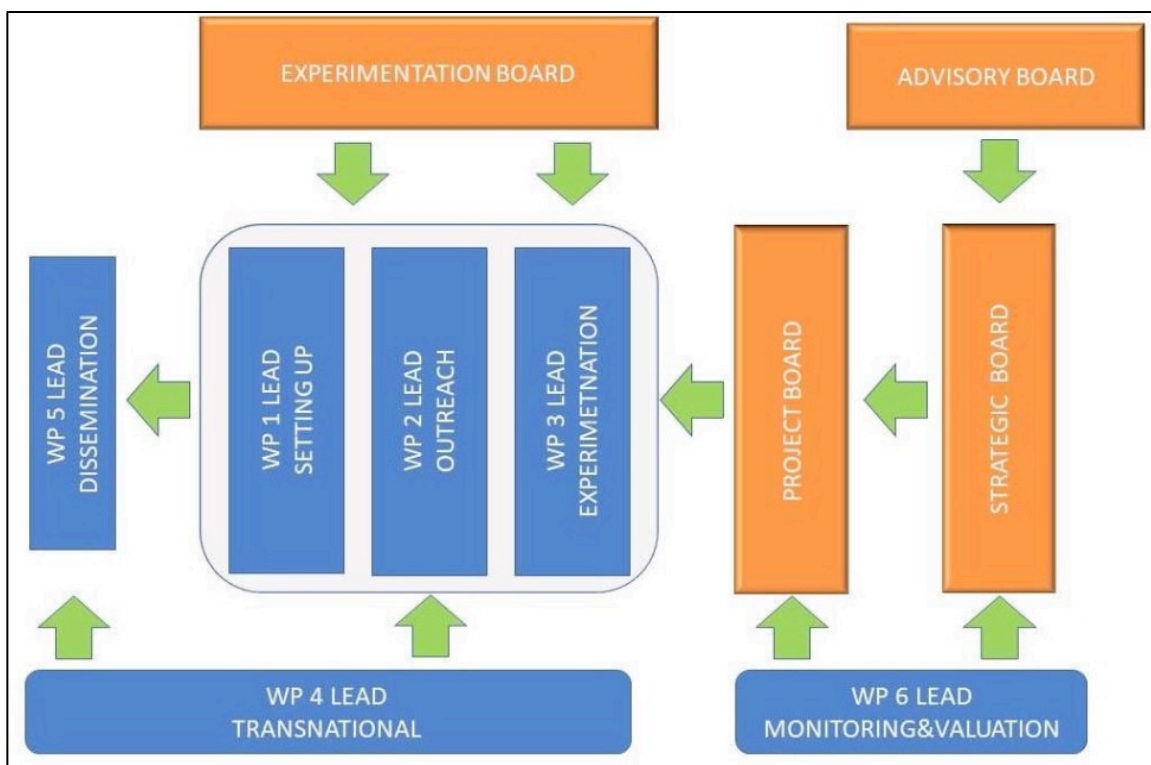 EXPERIMENTATION BOARD
ADVISORY BOARD
WP 5 LEAD
DISSEMINATION
WP 1 LEAD
SETTING UP
WP 2 LEAD
OUTREACH
WP 3 LEAD
EXPERIMETNATION
PROJECT BOARD
STRATEGIC BOARD
WP 4 LEAD
TRANSNATIONAL
WP 6 LEAD
MONITORING&VALUATION